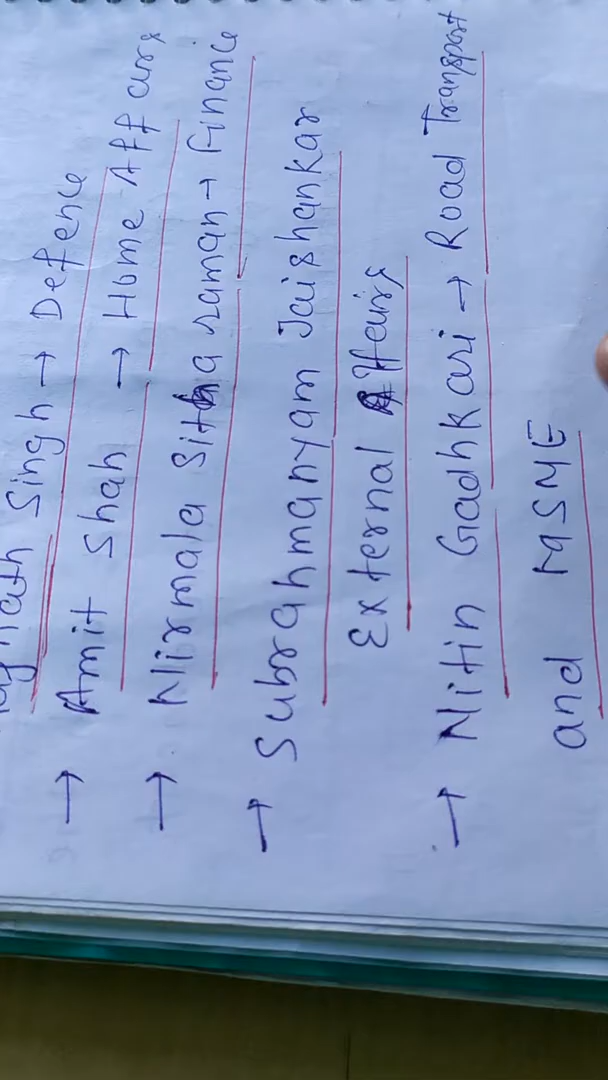 Singh → Defence
→ Amit Shah → Home Affairs
→ Nirmala Sitharaman → Finance
→ Subrahmanyam Jaishankar
External Affairs
→ Nitin Gadhkari → Road Transport
and MSME